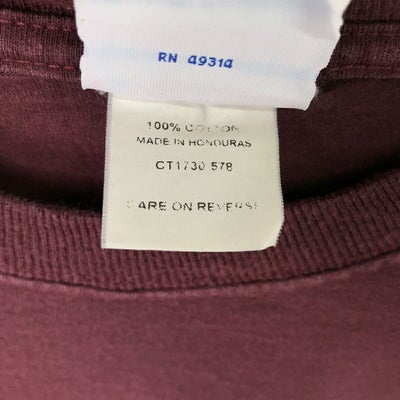 RN 49314
100% COTTON
MADE IN HONDURAS
CT1730 578
CARE ON REVERSE